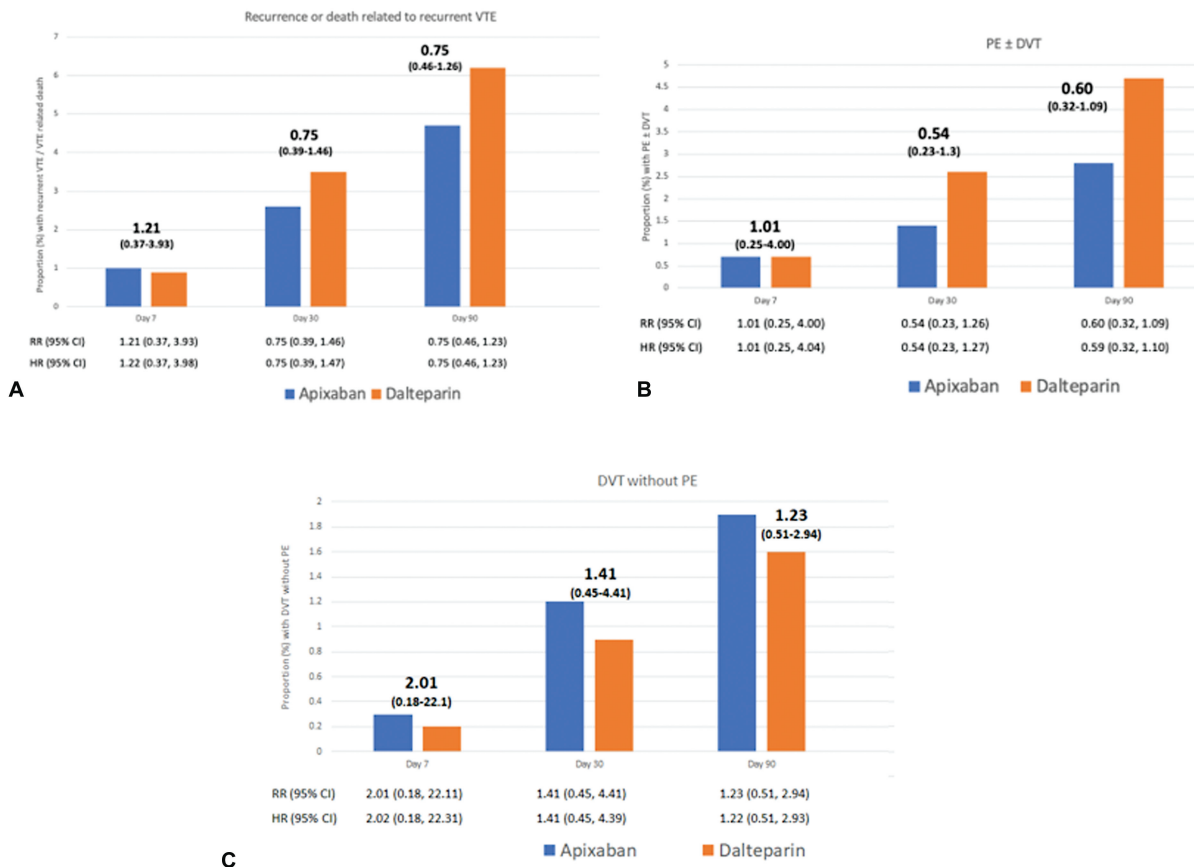 Recurrence or death related to recurrent VTE
Proportion (%) with recurrent VTE / VTE related death
7
6
5
4
3
2
1
0
1.21
(0.37-3.93)
0.75
(0.39-1.46)
0.75
(0.46-1.26)
Day 7 Day 30 Day 90
RR (95% CI) 1.21 (0.37, 3.93) 0.75 (0.39, 1.46) 0.75 (0.46, 1.23)
HR (95% CI) 1.22 (0.37, 3.98) 0.75 (0.39, 1.47) 0.75 (0.46, 1.23)
Apixaban Dalteparin
A
PE ± DVT
Proportion (%) with PE ± DVT
5
4.5
4
3.5
3
2.5
2
1.5
1
0.5
0
1.01
(0.25-4.00)
0.54
(0.23-1.3)
0.60
(0.32-1.09)
Day 7 Day 30 Day 90
RR (95% CI) 1.01 (0.25, 4.00) 0.54 (0.23, 1.26) 0.60 (0.32, 1.09)
HR (95% CI) 1.01 (0.25, 4.04) 0.54 (0.23, 1.27) 0.59 (0.32, 1.10)
Apixaban Dalteparin
B
DVT without PE
Proportion (%) with DVT without PE
2
1.8
1.6
1.4
1.2
1
0.8
0.6
0.4
0.2
0
2.01
(0.18-22.1)
1.41
(0.45-4.41)
1.23
(0.51-2.94)
Day 7 Day 30 Day 90
RR (95% CI) 2.01 (0.18, 22.11) 1.41 (0.45, 4.41) 1.23 (0.51, 2.94)
HR (95% CI) 2.02 (0.18, 22.31) 1.41 (0.45, 4.39) 1.22 (0.51, 2.93)
Apixaban Dalteparin
C